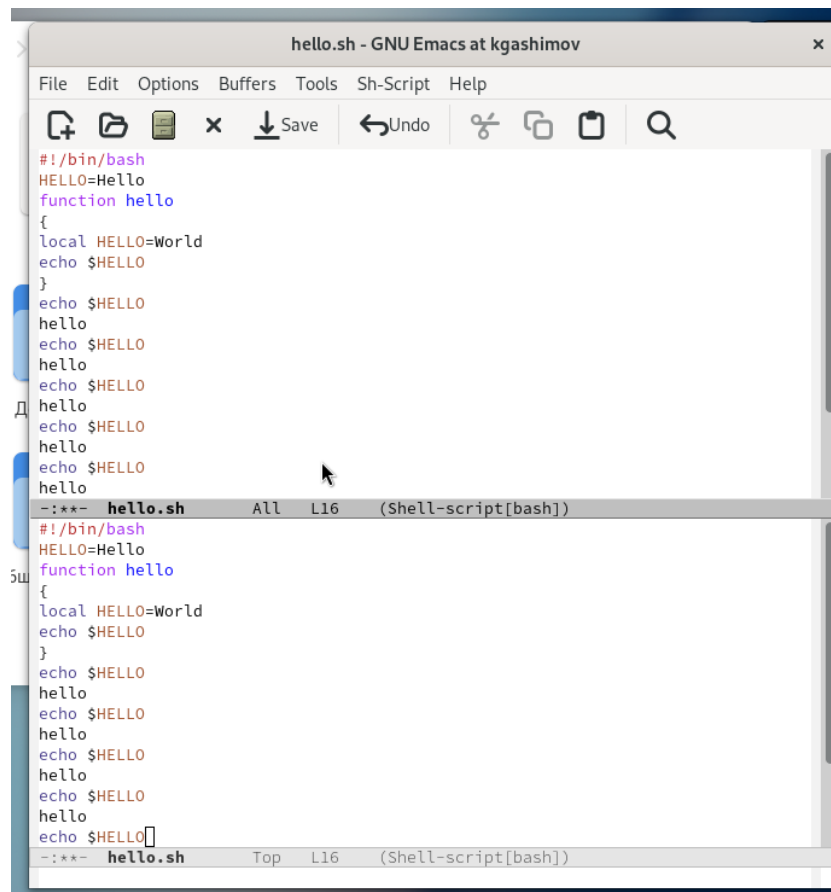 hello.sh - GNU Emacs at kgashimov ×
File Edit Options Buffers Tools Sh-Script Help
Save Undo
#!/bin/bash
HELLO=Hello
function hello
{
local HELLO=World
echo $HELLO
}
echo $HELLO
hello
echo $HELLO
hello
echo $HELLO
hello
echo $HELLO
hello
echo $HELLO
hello
-:**- hello.sh All L16 (Shell-script[bash])
#!/bin/bash
HELLO=Hello
function hello
{
local HELLO=World
echo $HELLO
}
echo $HELLO
hello
echo $HELLO
hello
echo $HELLO
hello
echo $HELLO
hello
echo $HELLO
-:**- hello.sh Top L16 (Shell-script[bash])